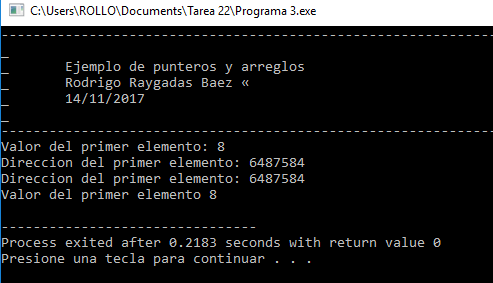 C:\Users\ROLLO\Documents\Tarea 22\Programa 3.exe
--------------------------------------------------------------
_
_ Ejemplo de punteros y arreglos
_ Rodrigo Raygadas Baez «
_ 14/11/2017
_
--------------------------------------------------------------
Valor del primer elemento: 8
Direccion del primer elemento: 6487584
Direccion del primer elemento: 6487584
Valor del primer elemento 8
--------------------------------
Process exited after 0.2183 seconds with return value 0
Presione una tecla para continuar . . .